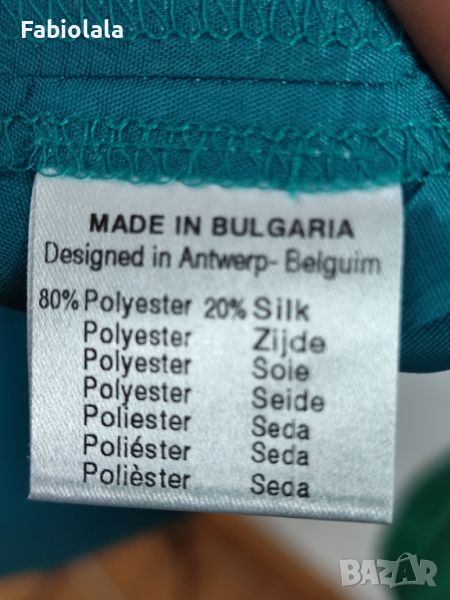 Fabiolala
MADE IN BULGARIA
Designed in Antwerp- Belguim
80% Polyester 20% Silk
Polyester Zijde
Polyester Soie
Polyester Seide
Poliester Seda
Poliéster Seda
Polièster Seda
BAZAR